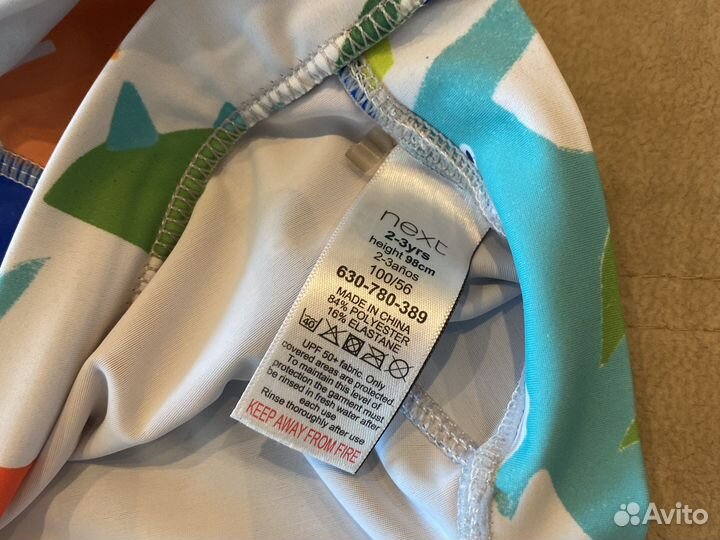 next
2-3yrs
height 98cm
2-3años
100/56
630-780-389
MADE IN CHINA
84% POLYESTER
16% ELASTANE
40
UPF 50+ fabric. Only
covered areas are protected.
To maintain this level of
protection the garment must
be rinsed in fresh water after
each use
Rinse thoroughly after use
KEEP AWAY FROM FIRE
Avito